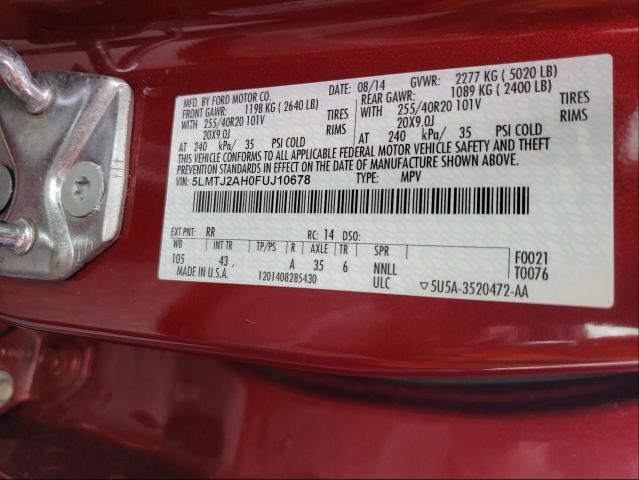 MFD. BY FORD MOTOR CO.
DATE: 08/14 GVWR: 2277 KG ( 5020 LB)
FRONT GAWR: 1198 KG ( 2640 LB) REAR GAWR: 1089 KG ( 2400 LB)
WITH 255/40R20 101V TIRES WITH 255/40R20 101V TIRES
20X9.0J RIMS 20X9.0J RIMS
AT 240 kPa/ 35 PSI COLD AT 240 kPa/ 35 PSI COLD
THIS VEHICLE CONFORMS TO ALL APPLICABLE FEDERAL MOTOR VEHICLE SAFETY AND THEFT
PREVENTION STANDARDS IN EFFECT ON THE DATE OF MANUFACTURE SHOWN ABOVE.
VIN: 5LMTJ2AH0FUJ10678 TYPE: MPV
EXT PNT: RR RC: 14 DSO:
WB INT TR TP/PS R AXLE TR SPR
105 43 A 35 6 NNLL F0021
MADE IN U.S.A. 1201408285430 ULC T0076
▽5U5A-3520472-AA